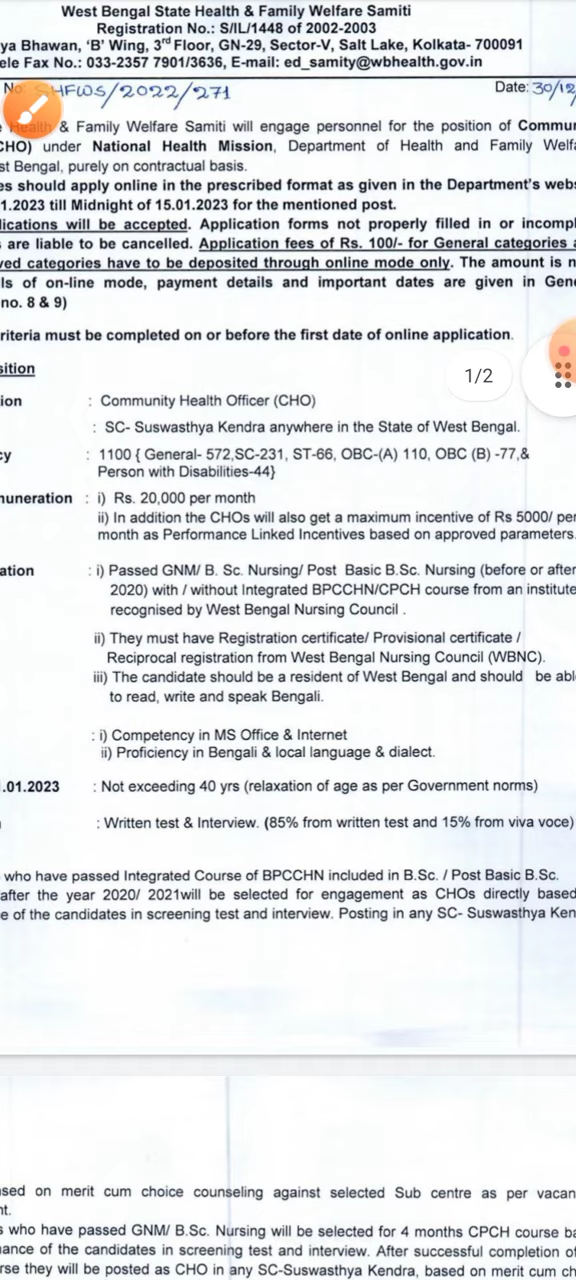 West Bengal State Health & Family Welfare Samiti
Registration No.: S/IL/1448 of 2002-2003
ya Bhawan, 'B' Wing, 3rd Floor, GN-29, Sector-V, Salt Lake, Kolkata- 700091
ele Fax No.: 033-2357 7901/3636, E-mail: ed_samity@wbhealth.gov.in
No: SHFWS/2022/271 Date: 30/12
Health & Family Welfare Samiti will engage personnel for the position of Commun
CHO) under National Health Mission, Department of Health and Family Welfa
st Bengal, purely on contractual basis.
es should apply online in the prescribed format as given in the Department's webs
1.2023 till Midnight of 15.01.2023 for the mentioned post.
lications will be accepted. Application forms not properly filled in or incompl
s are liable to be cancelled. Application fees of Rs. 100/- for General categories a
ved categories have to be deposited through online mode only. The amount is n
ls of on-line mode, payment details and important dates are given in Gene
no. 8 & 9)
riteria must be completed on or before the first date of online application.
sition
1/2
ion : Community Health Officer (CHO)
: SC- Suswasthya Kendra anywhere in the State of West Bengal.
cy : 1100 { General- 572,SC-231, ST-66, OBC-(A) 110, OBC (B) -77,&
Person with Disabilities-44}
nuneration : i) Rs. 20,000 per month
ii) In addition the CHOs will also get a maximum incentive of Rs 5000/ per
month as Performance Linked Incentives based on approved parameters.
ation : i) Passed GNM/ B. Sc. Nursing/ Post Basic B.Sc. Nursing (before or after
2020) with / without Integrated BPCCHN/CPCH course from an institute
recognised by West Bengal Nursing Council .
ii) They must have Registration certificate/ Provisional certificate /
Reciprocal registration from West Bengal Nursing Council (WBNC).
iii) The candidate should be a resident of West Bengal and should be abl
to read, write and speak Bengali.
: i) Competency in MS Office & Internet
ii) Proficiency in Bengali & local language & dialect.
.01.2023 : Not exceeding 40 yrs (relaxation of age as per Government norms)
: Written test & Interview. (85% from written test and 15% from viva voce)
who have passed Integrated Course of BPCCHN included in B.Sc. / Post Basic B.Sc.
after the year 2020/ 2021will be selected for engagement as CHOs directly based
e of the candidates in screening test and interview. Posting in any SC- Suswasthya Ken
sed on merit cum choice counseling against selected Sub centre as per vacan
nt.
s who have passed GNM/ B.Sc. Nursing will be selected for 4 months CPCH course ba
nance of the candidates in screening test and interview. After successful completion of
rse they will be posted as CHO in any SC-Suswasthya Kendra, based on merit cum ch